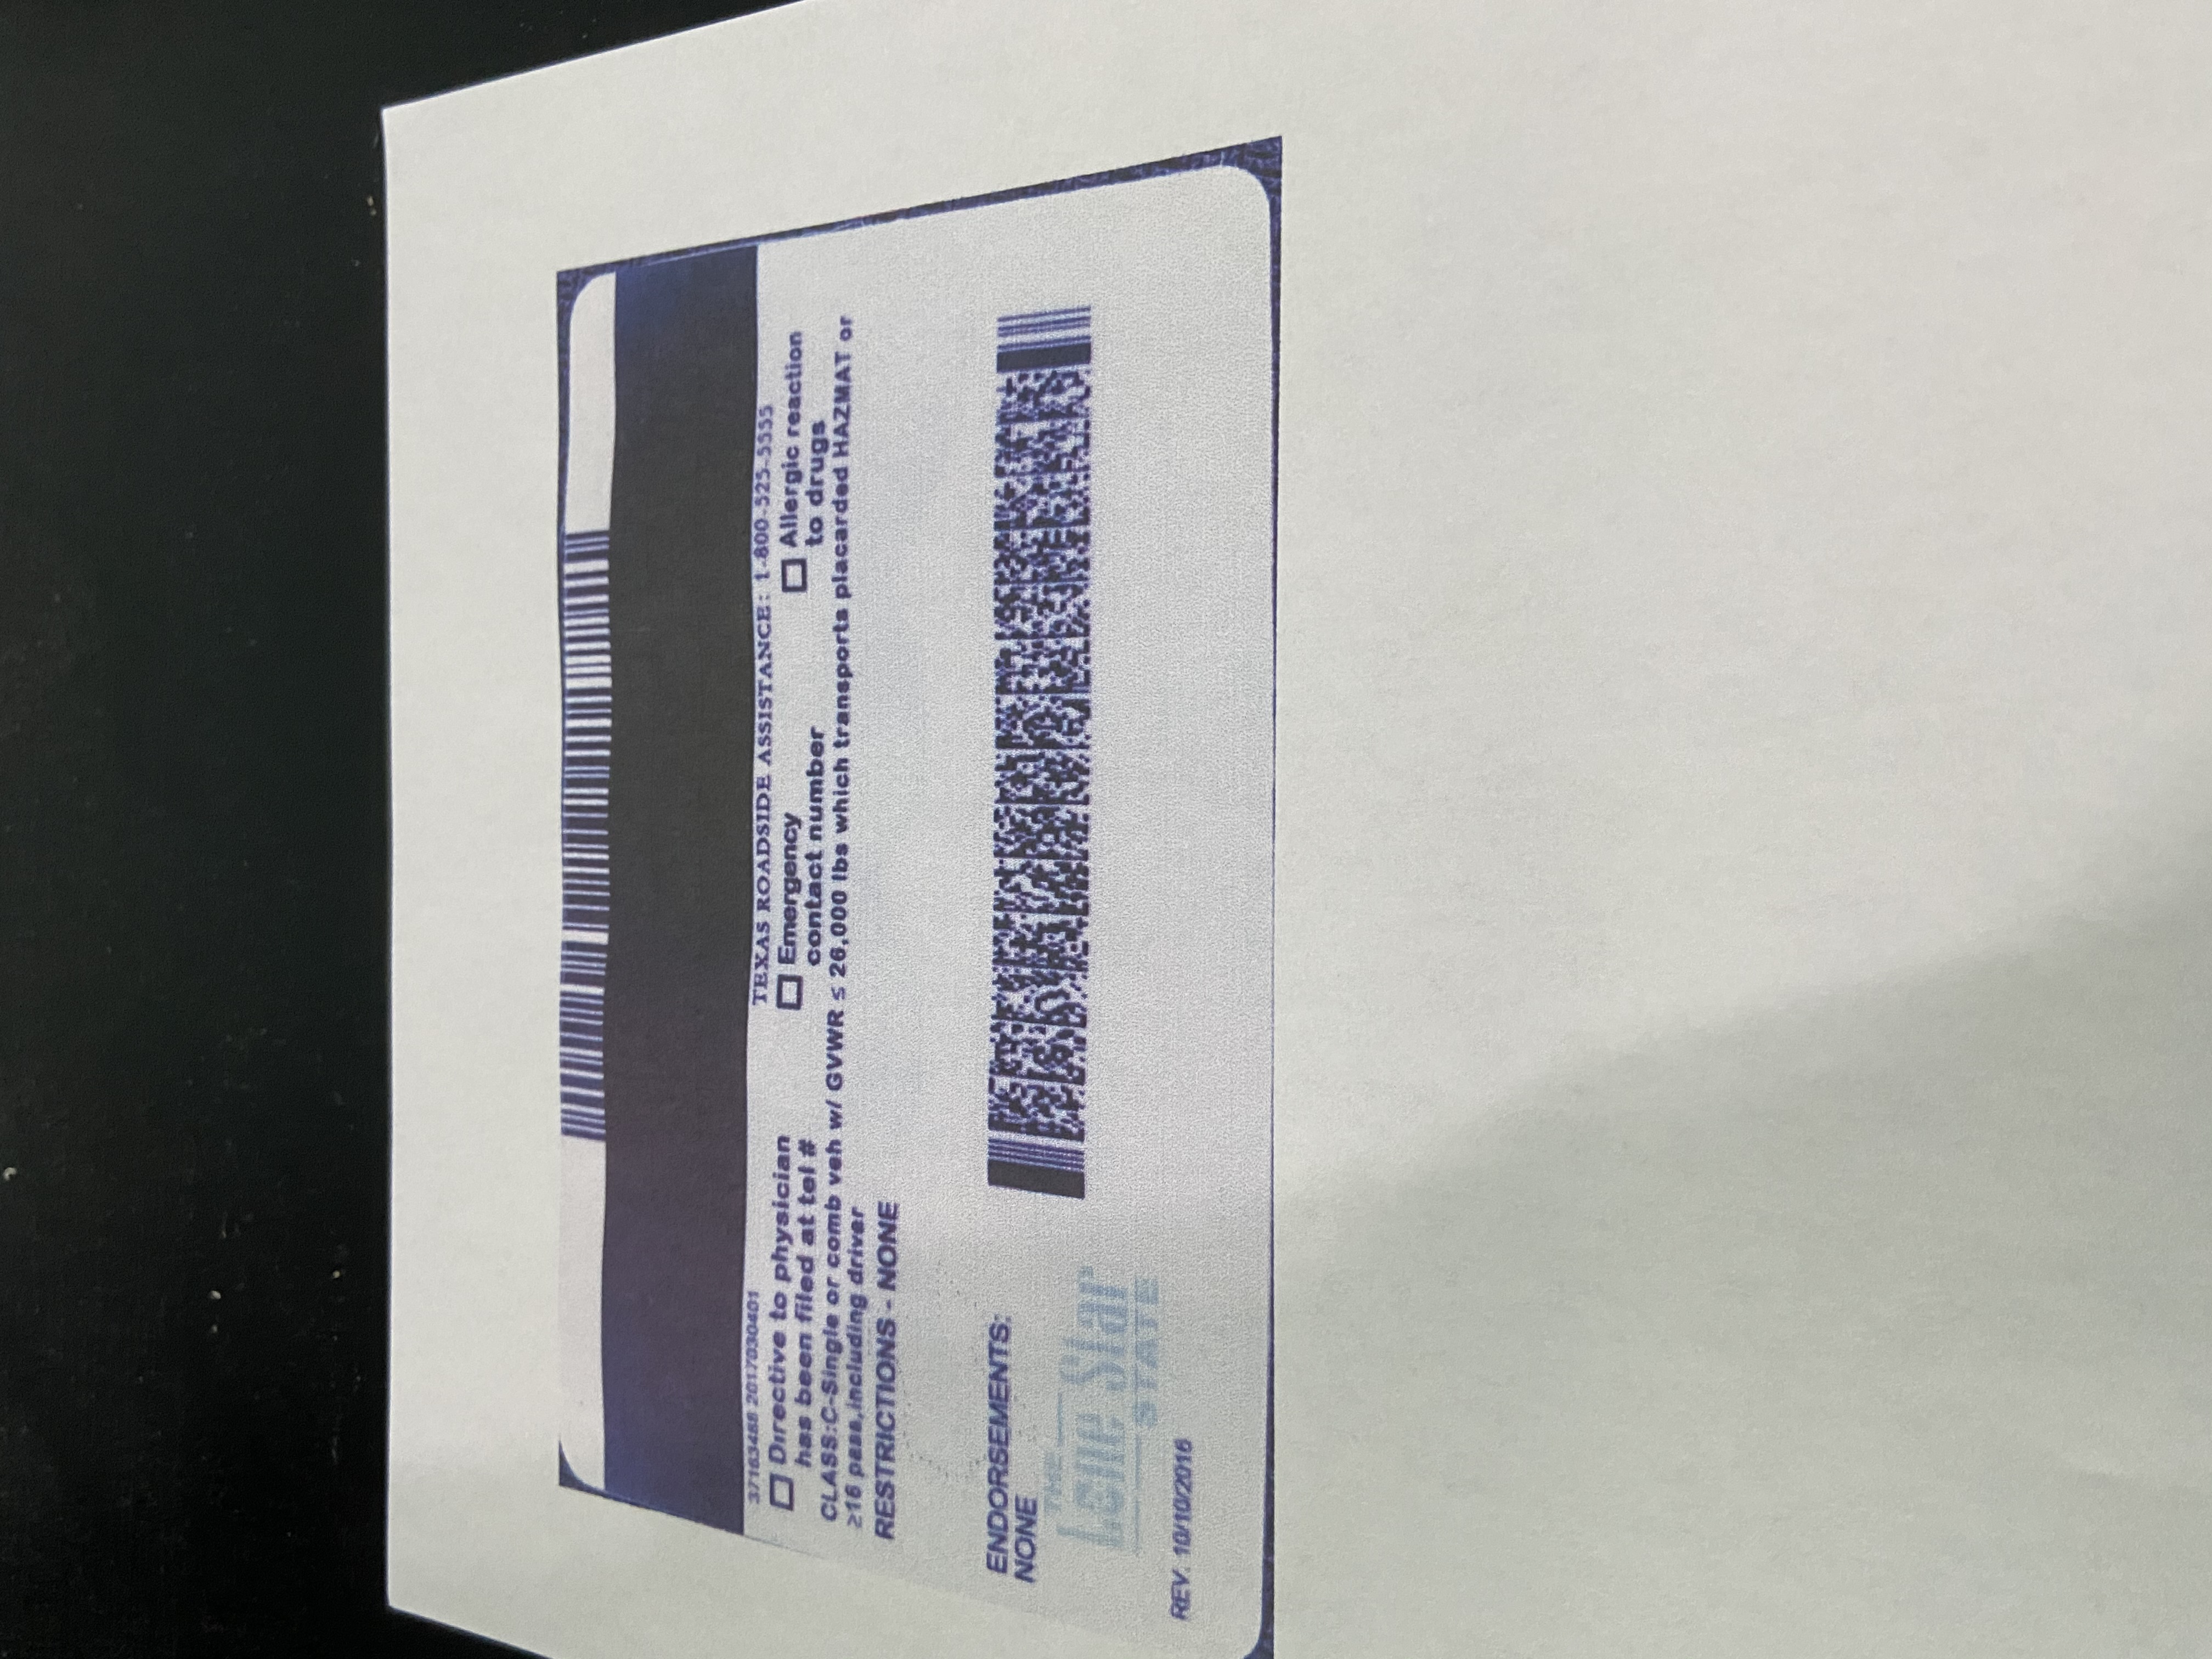 37163488 2017030401
TEXAS ROADSIDE ASSISTANCE: 1-800-525-5555
Directive to physician
has been filed at tel #
Emergency
contact number
Allergic reaction
to drugs
CLASS:C-Single or comb veh w/ GVWR ≤ 26,000 lbs which transports placarded HAZMAT or
≥16 pass,including driver
RESTRICTIONS - NONE
ENDORSEMENTS:
NONE
THE
Lone Star
STATE
REV. 10/10/2016